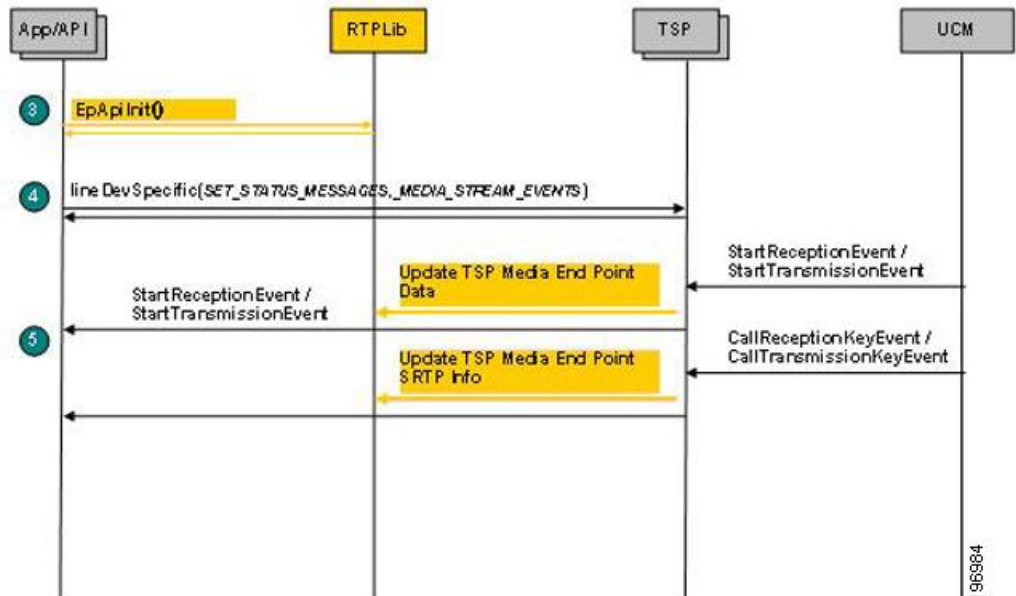 App/API
RTPLib
TSP
UCM
3
EpApiInit()
4
lineDevSpecific(SET_STATUS_MESSAGES,_MEDIA_STREAM_EVENTS)
StartReceptionEvent /
StartTransmissionEvent
Update TSP Media End Point
Data
StartReceptionEvent /
StartTransmissionEvent
5
CallReceptionKeyEvent /
CallTransmissionKeyEvent
Update TSP Media End Point
SRTP Info
96984